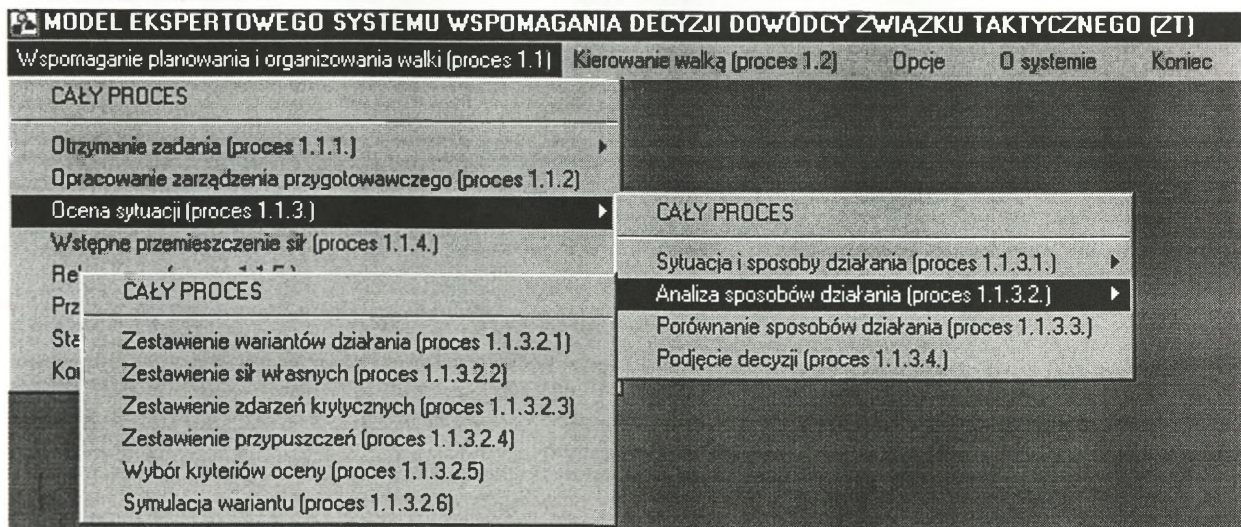 MODEL EKSPERTOWEGO SYSTEMU WSPOMAGANIA DECYZJI DOWÓDCY ZWIĄZKU TAKTYCZNEGO (ZT)
Wspomaganie planowania i organizowania walki (proces 1.1) Kierowanie walką (proces 1.2) Opcje O systemie Koniec
CAŁY PROCES
Otrzymanie zadania (proces 1.1.1.)
Opracowanie zarządzenia przygotowawczego (proces 1.1.2)
Ocena sytuacji (proces 1.1.3.)
Wstępne przemieszczenie sił (proces 1.1.4.)
Re
Prz
Sta
Ko
CAŁY PROCES
Sytuacja i sposoby działania (proces 1.1.3.1.)
Analiza sposobów działania (proces 1.1.3.2.)
Porównanie sposobów działania (proces 1.1.3.3.)
Podjęcie decyzji (proces 1.1.3.4.)
CAŁY PROCES
Zestawienie wariantów działania (proces 1.1.3.2.1)
Zestawienie sił własnych (proces 1.1.3.2.2)
Zestawienie zdarzeń krytycznych (proces 1.1.3.2.3)
Zestawienie przypuszczeń (proces 1.1.3.2.4)
Wybór kryteriów oceny (proces 1.1.3.2.5)
Symulacja wariantu (proces 1.1.3.2.6)